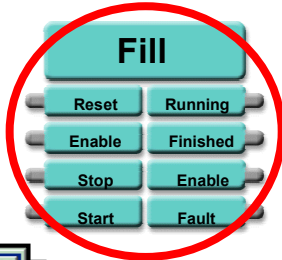 Fill
Reset Running
Enable Finished
Stop Enable
Start Fault